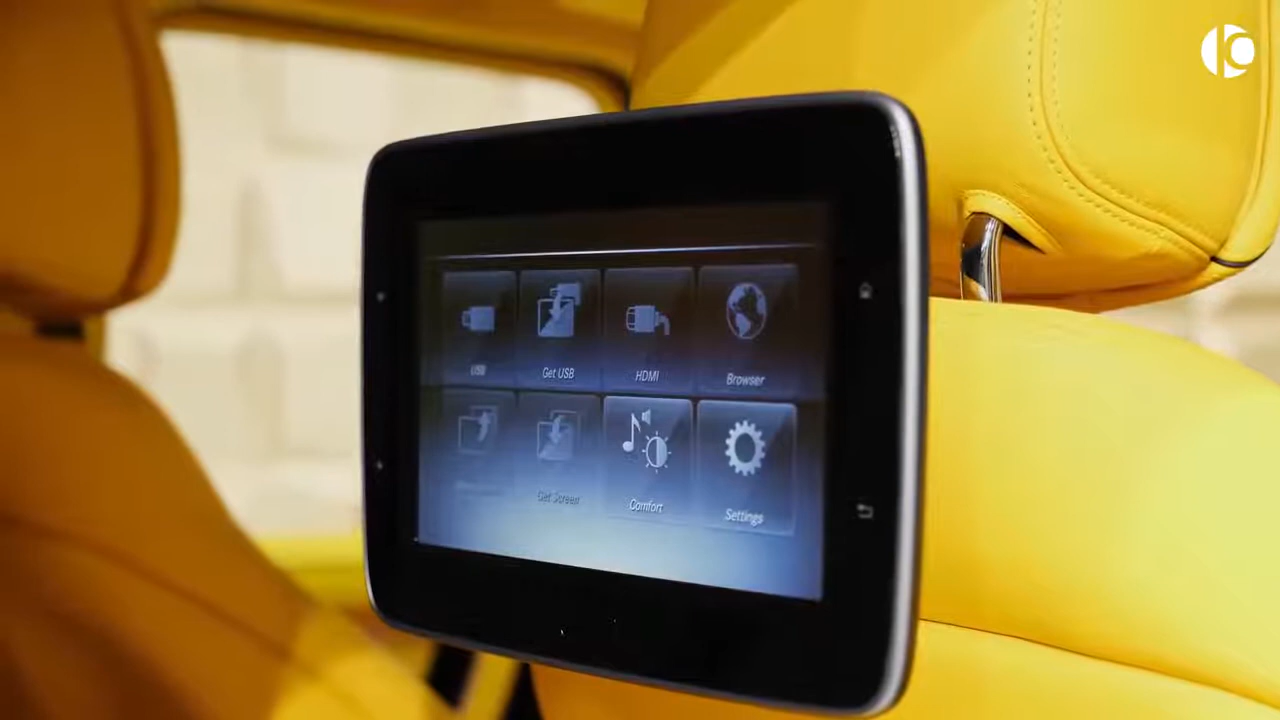 USB
Get USB
HDMI
Browser
Get Screen
Comfort
Settings